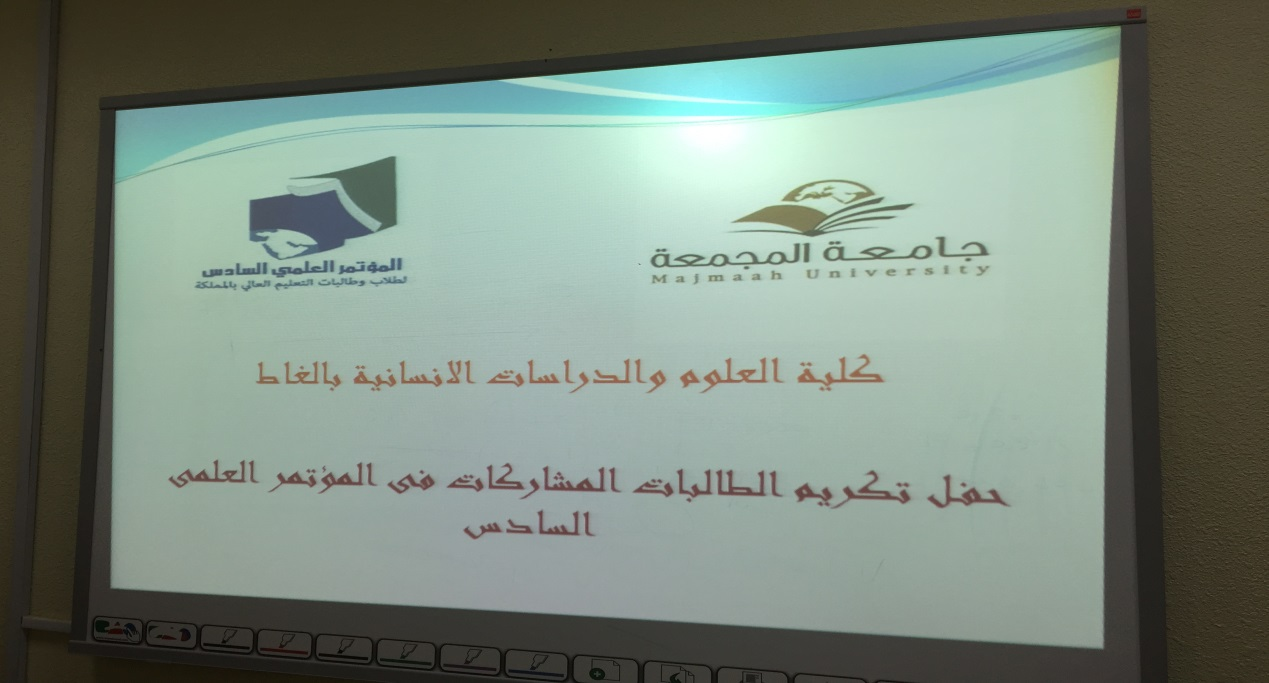 جامعة المجمعة
Majmaah University
المؤتمر العلمي السادس
لطلاب وطالبات التعليم العالي بالمملكة
كلية العلوم والدراسات الانسانية بالغاط
حفل تكريم الطالبات المشاركات فى المؤتمر العلمى
السادس